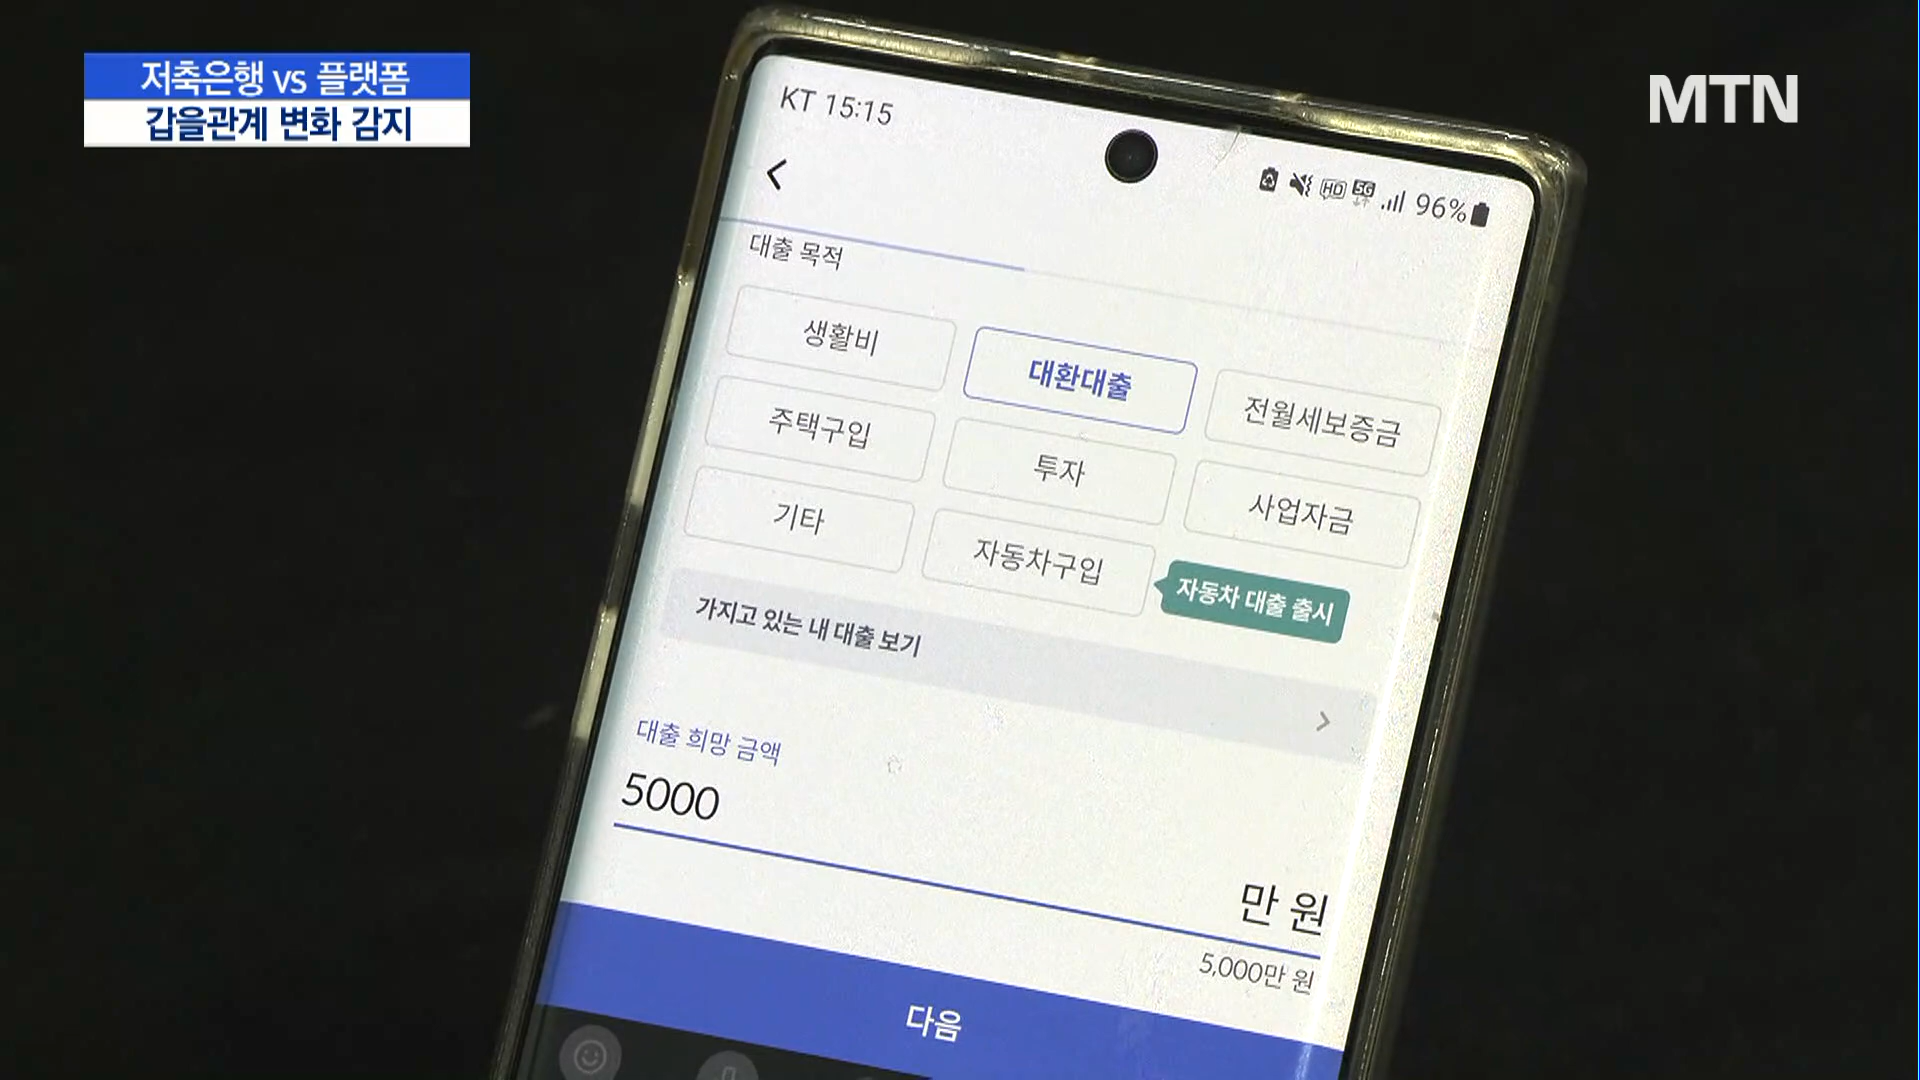 저축은행 vs 플랫폼
갑을관계 변화 감지
MTN
KT 15:15
HD 5G 96%
대출 목적
생활비 대환대출 전월세보증금
주택구입 투자 사업자금
기타 자동차구입 자동차 대출 출시
가지고 있는 내 대출 보기
대출 희망 금액
5000
만 원
5,000만 원
다음